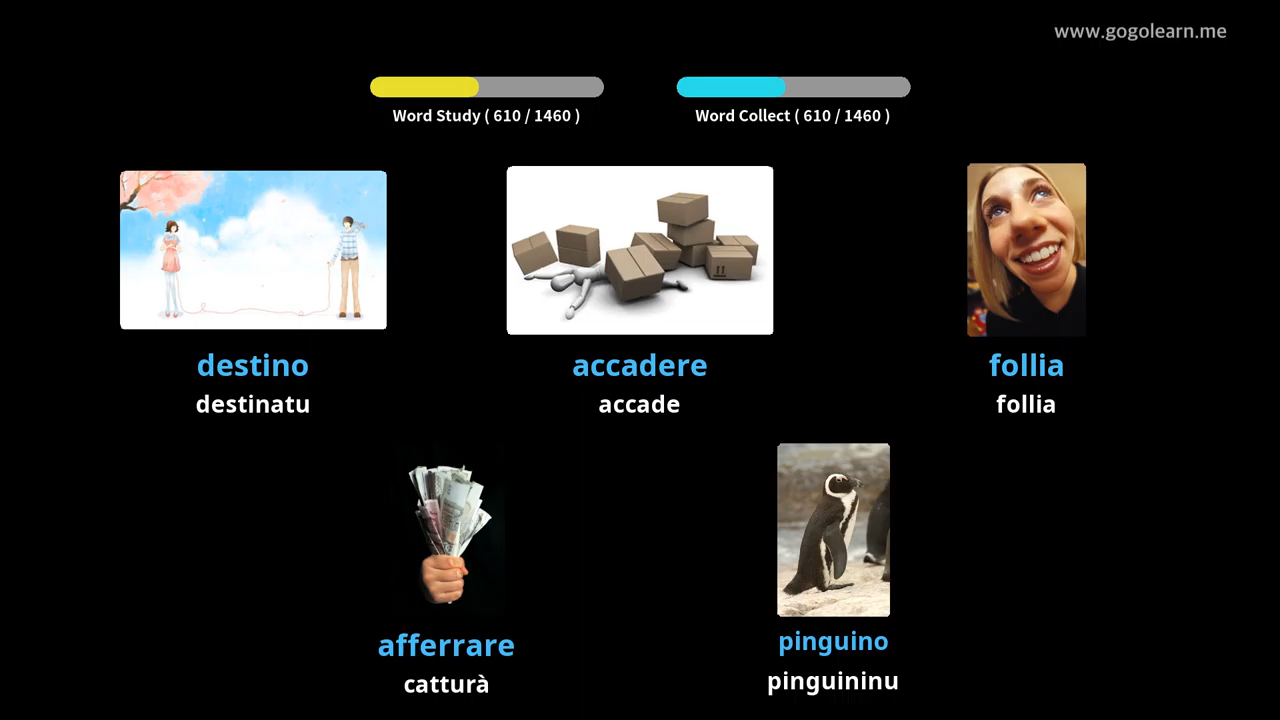 www.gogolearn.me
Word Study ( 610 / 1460 )
Word Collect ( 610 / 1460 )
destino
destinatu
accadere
accade
follia
follia
afferrare
catturà
pinguino
pinguininu